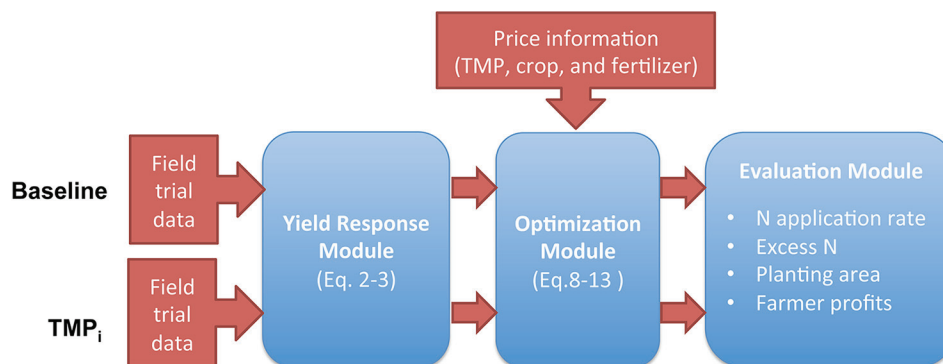 Price information
(TMP, crop, and fertilizer)
Baseline
Field
trial
data
Yield Response
Module
(Eq. 2-3)
Optimization
Module
(Eq.8-13 )
Evaluation Module
• N application rate
• Excess N
• Planting area
• Farmer profits
TMPi
Field
trial
data